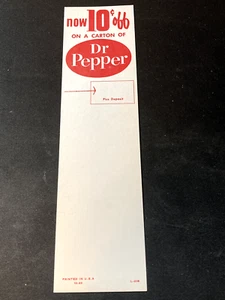 now 10¢ off
ON A CARTON OF
Dr
Pepper
Plus Deposit
PRINTED IN U.S.A.